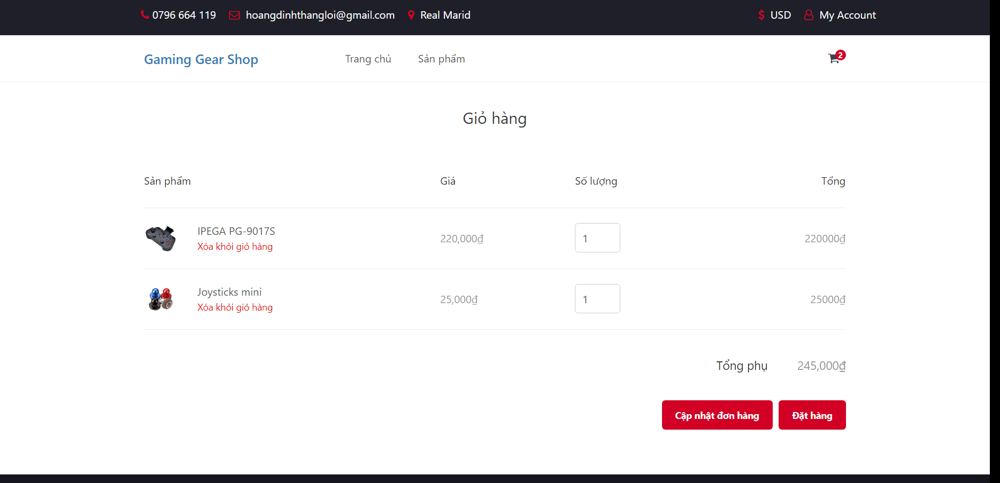 0796 664 119 hoangdinhthangloi@gmail.com Real Marid $ USD My Account
Gaming Gear Shop Trang chủ Sản phẩm 2
Giỏ hàng
Sản phẩm Giá Số lượng Tổng
IPEGA PG-9017S
Xóa khỏi giỏ hàng
220,000₫ 1 220000₫
Joysticks mini
Xóa khỏi giỏ hàng
25,000₫ 1 25000₫
Tổng phụ 245,000₫
Cập nhật đơn hàng Đặt hàng